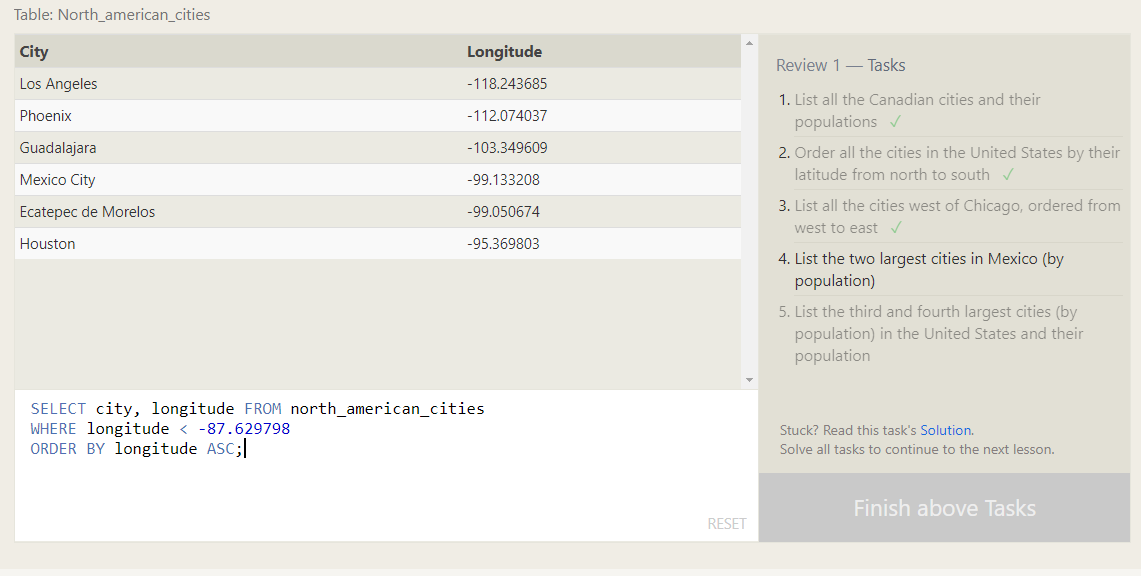 Table: North_american_cities
City Longitude
Los Angeles -118.243685
Phoenix -112.074037
Guadalajara -103.349609
Mexico City -99.133208
Ecatepec de Morelos -99.050674
Houston -95.369803
SELECT city, longitude FROM north_american_cities
WHERE longitude < -87.629798
ORDER BY longitude ASC;
RESET
Review 1 — Tasks
1. List all the Canadian cities and their
populations ✓
2. Order all the cities in the United States by their
latitude from north to south ✓
3. List all the cities west of Chicago, ordered from
west to east ✓
4. List the two largest cities in Mexico (by
population)
5. List the third and fourth largest cities (by
population) in the United States and their
population
Stuck? Read this task's Solution.
Solve all tasks to continue to the next lesson.
Finish above Tasks